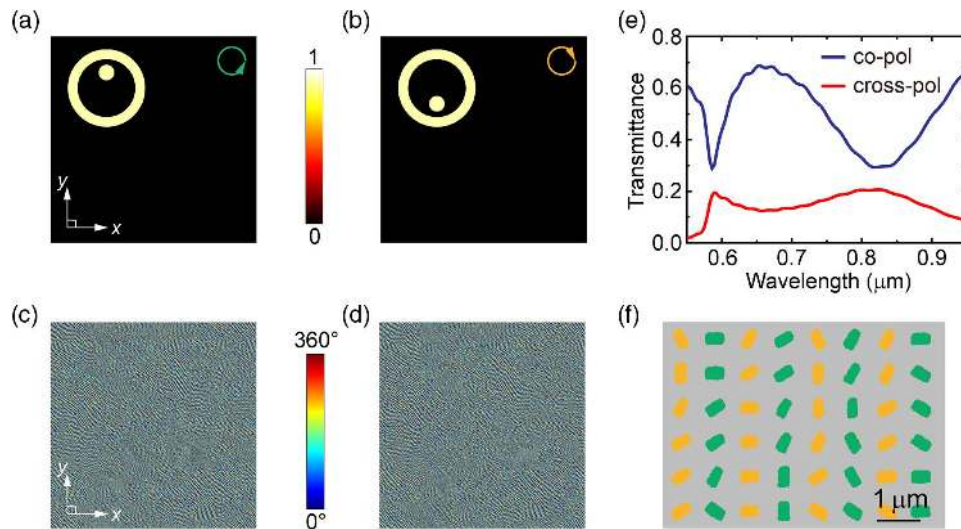 (a)
1
0
y
x
(b)
(e)
0.8
0.6
0.4
0.2
0.0
Transmittance
co-pol
cross-pol
0.6 0.7 0.8 0.9
Wavelength (μm)
(c)
360°
0°
y
x
(d)
(f)
1 μm